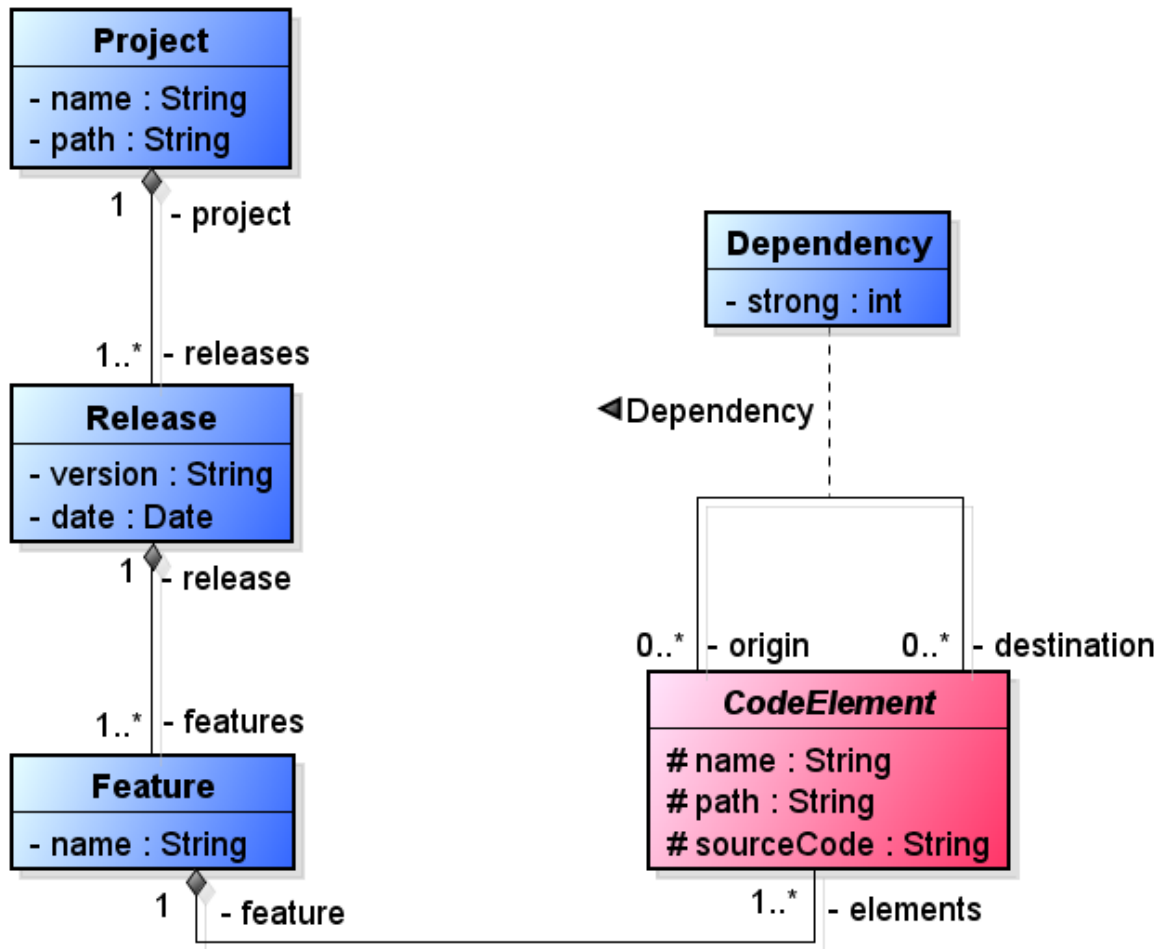 Project
- name : String
- path : String
1
- project
1..* - releases
Release
- version : String
- date : Date
1
- release
1..* - features
Feature
- name : String
1
- feature
Dependency
- strong : int
Dependency
0..* - origin
0..* - destination
CodeElement
# name : String
# path : String
# sourceCode : String
1..* - elements